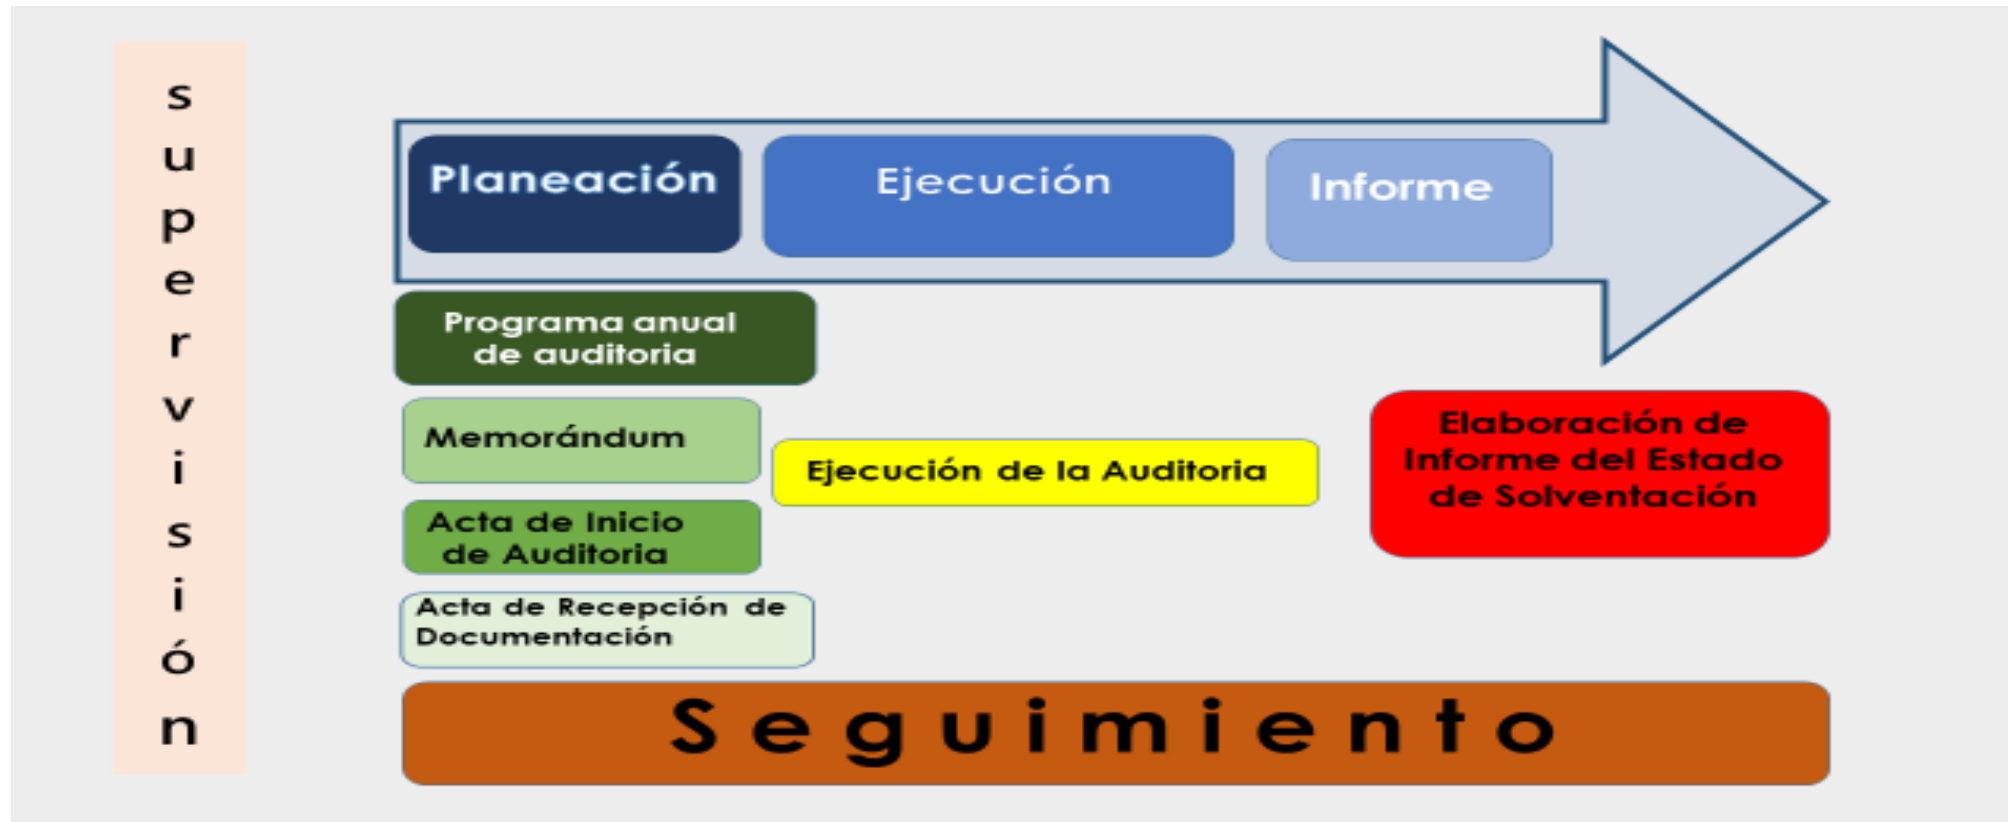 supervisión
Planeación
Ejecución
Informe
Programa anual
de auditoria
Memorándum
Acta de Inicio
de Auditoria
Acta de Recepción de
Documentación
Ejecución de la Auditoria
Elaboración de
Informe del Estado
de Solventación
Seguimiento